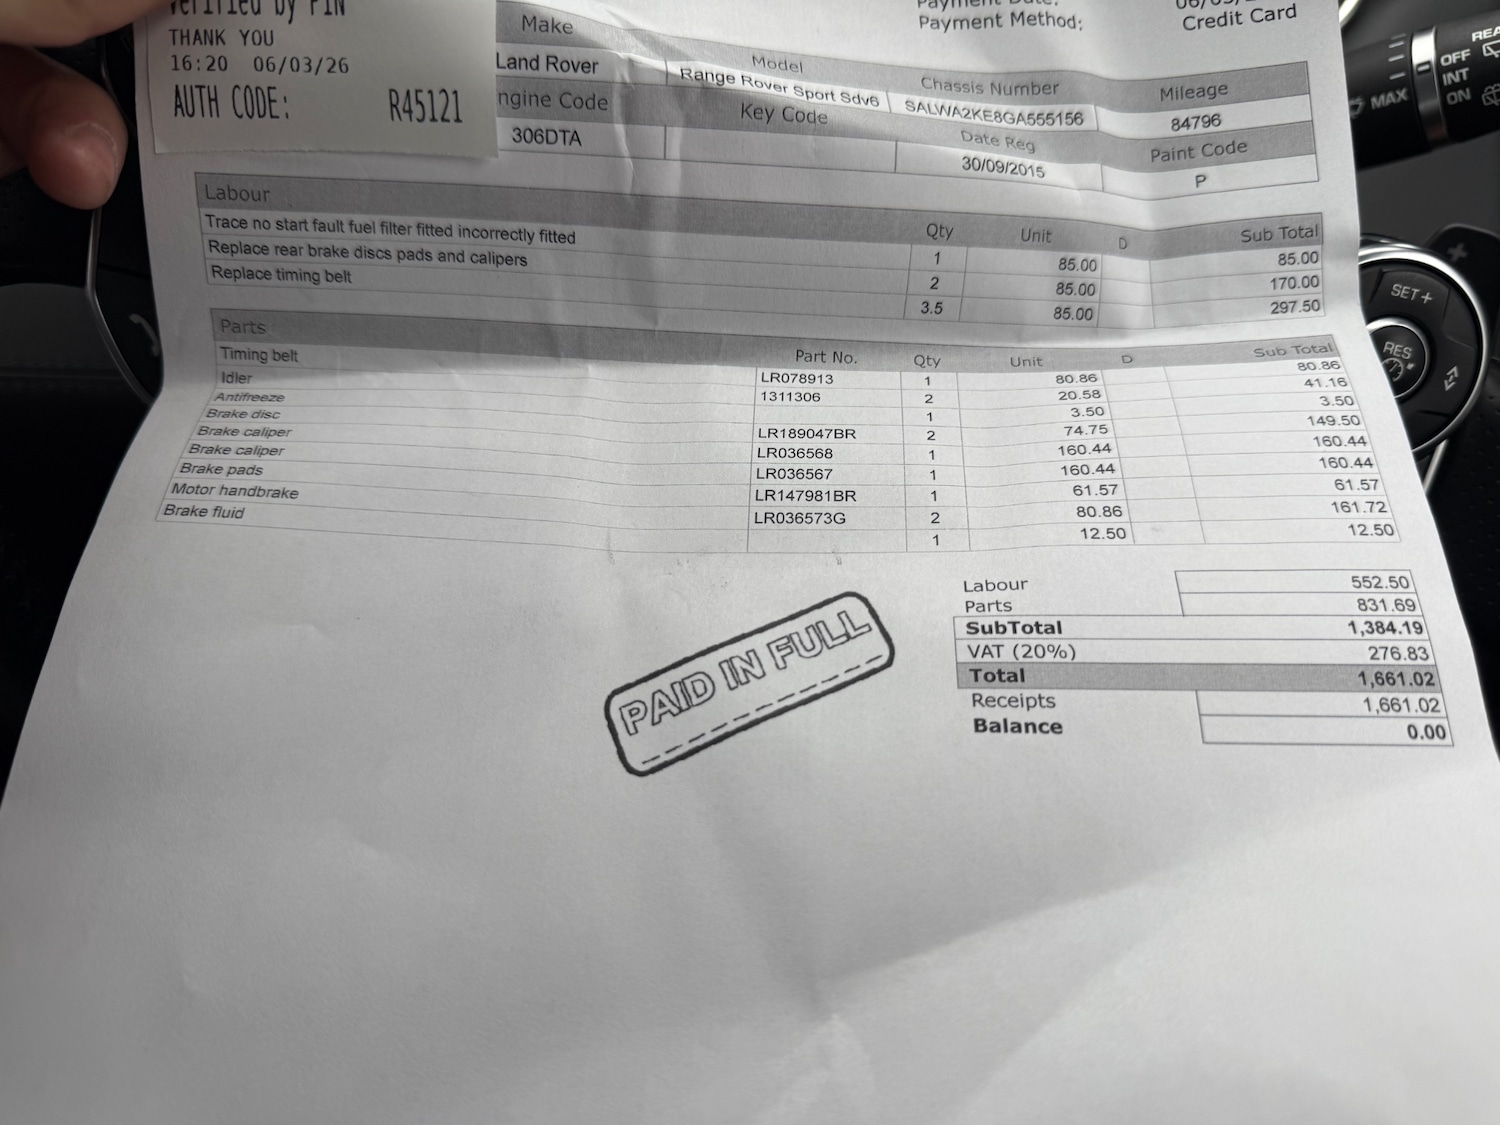 Verified by PIN
THANK YOU
16:20 06/03/26
AUTH CODE: R45121
Payment Date:
Payment Method: Credit Card
Make Model Chassis Number Mileage
Land Rover Range Rover Sport Sdv6 SALWA2KE8GA555156 84796
ngine Code Key Code Date Reg Paint Code
306DTA 30/09/2015 P
Labour Qty Unit D Sub Total
Trace no start fault fuel filter fitted incorrectly fitted 1 85.00 85.00
Replace rear brake discs pads and calipers 2 85.00 170.00
Replace timing belt 3.5 85.00 297.50
Parts Part No. Qty Unit D Sub Total
Timing belt LR078913 1 80.86 80.86
Idler 1311306 2 20.58 41.16
Antifreeze 1 3.50 3.50
Brake disc LR189047BR 2 74.75 149.50
Brake caliper LR036568 1 160.44 160.44
Brake caliper LR036567 1 160.44 160.44
Brake pads LR147981BR 1 61.57 61.57
Motor handbrake LR036573G 2 80.86 161.72
Brake fluid 1 12.50 12.50
Labour 552.50
Parts 831.69
SubTotal 1,384.19
VAT (20%) 276.83
Total 1,661.02
Receipts 1,661.02
Balance 0.00
PAID IN FULL
MAX
REA
OFF
INT
ON
SET+
RES